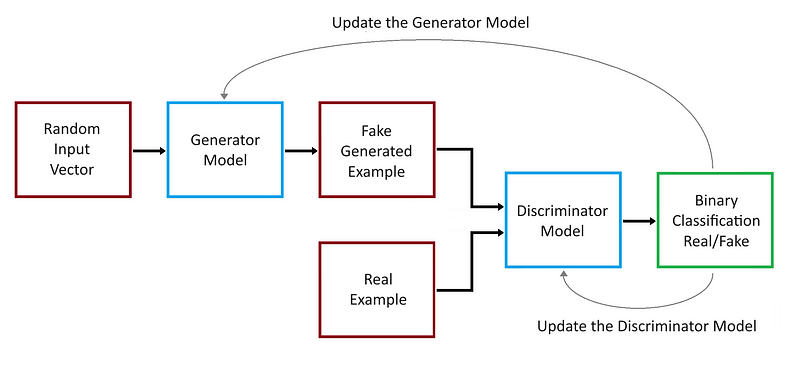 Update the Generator Model
Random
Input
Vector
Generator
Model
Fake
Generated
Example
Real
Example
Discriminator
Model
Binary
Classification
Real/Fake
Update the Discriminator Model